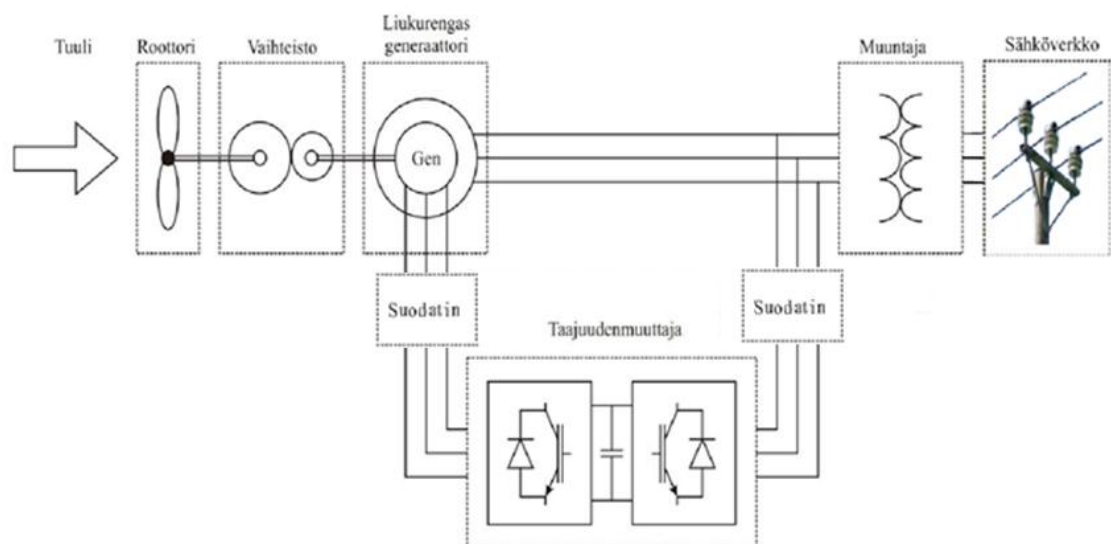 Tuuli
Roottori
Vaihteisto
Liukurengas
generaattori
Muuntaja
Sähköverkko
Gen
Suodatin
Suodatin
Taajuudenmuuttaja